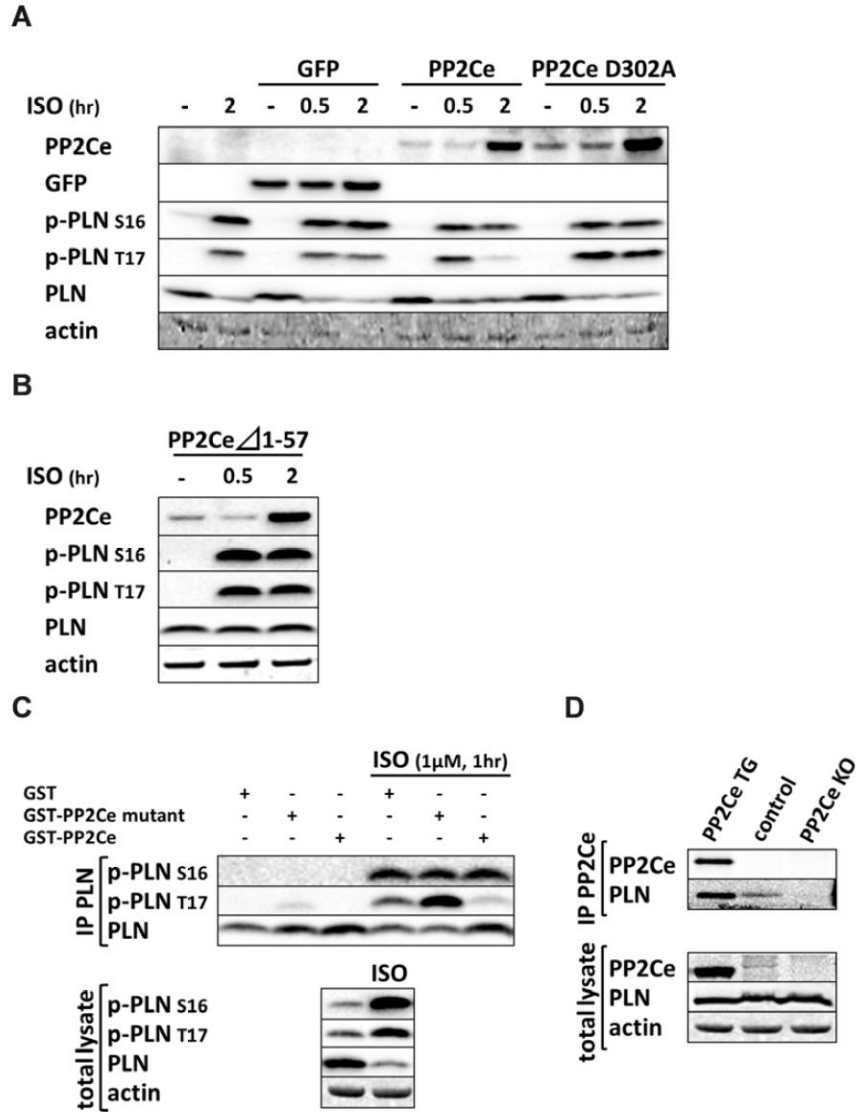 A
GFP PP2Ce PP2Ce D302A
ISO (hr) - 2 - 0.5 2 - 0.5 2 - 0.5 2
PP2Ce
GFP
p-PLN S16
p-PLN T17
PLN
actin
B
PP2Ce⊿1-57
ISO (hr) - 0.5 2
PP2Ce
p-PLN S16
p-PLN T17
PLN
actin
C
ISO (1µM, 1hr)
GST + - - + - -
GST-PP2Ce mutant - + - - + -
GST-PP2Ce - - + - - +
IP PLN
p-PLN S16
p-PLN T17
PLN
ISO
total lysate
p-PLN S16
p-PLN T17
PLN
actin
D
PP2Ce TG
control
PP2Ce KO
IP PP2Ce
PP2Ce
PLN
total lysate
PP2Ce
PLN
actin